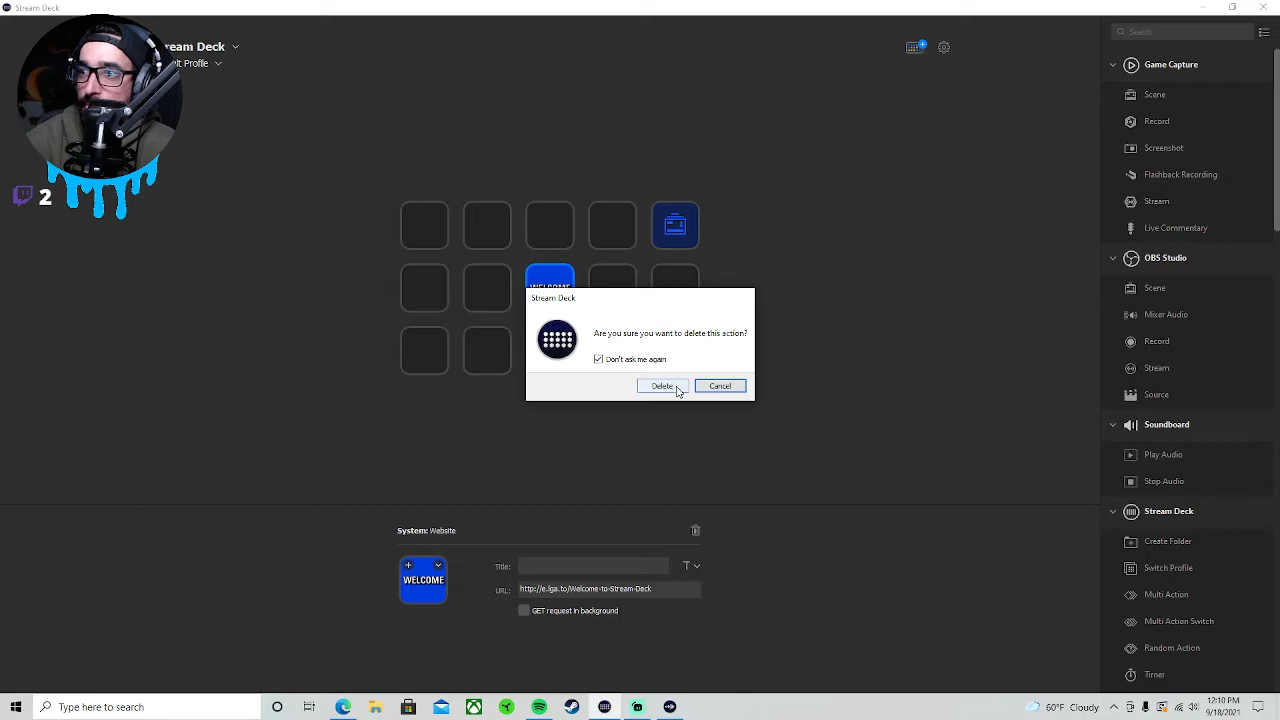 Stream Deck
ream Deck
ult Profile
2
WELCOME
Stream Deck
Are you sure you want to delete this action?
Don't ask me again
Delete
Cancel
System: Website
WELCOME
Title:
T
URL:
http://e.lga.to/Welcome-to-Stream-Deck
GET request in background
Search
Game Capture
Scene
Record
Screenshot
Flashback Recording
Stream
Live Commentary
OBS Studio
Scene
Mixer Audio
Record
Stream
Source
Soundboard
Play Audio
Stop Audio
Stream Deck
Create Folder
Switch Profile
Multi Action
Multi Action Switch
Random Action
Timer
Type here to search
60°F Cloudy
12:10 PM
9/18/2021